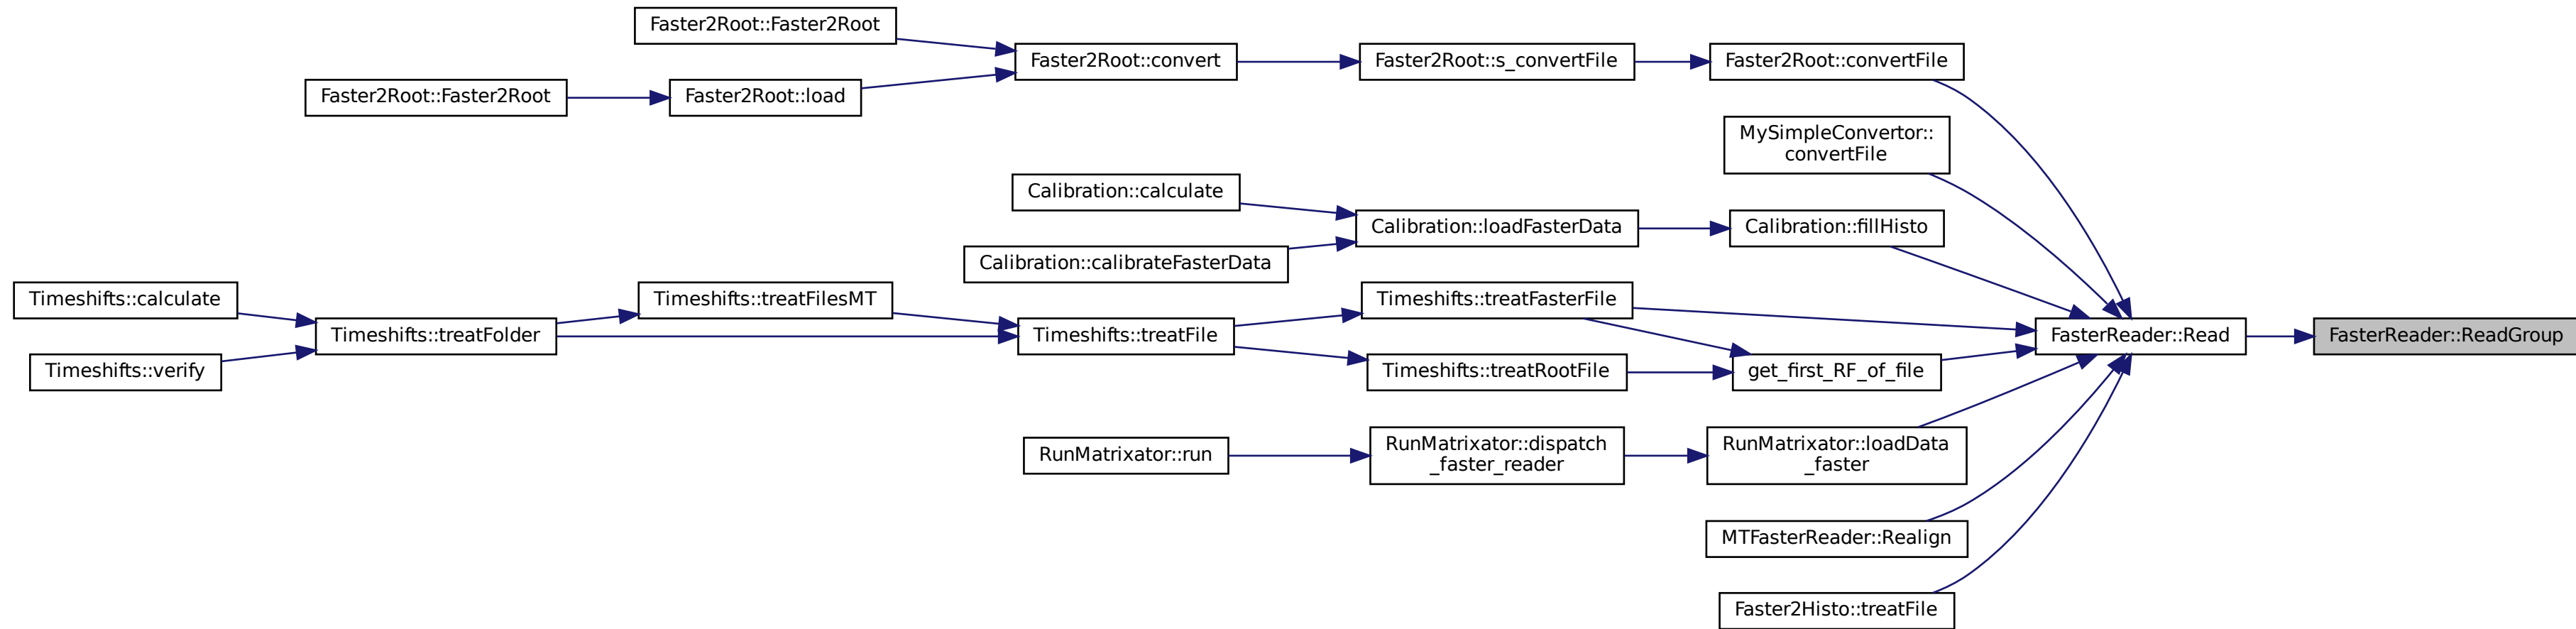 Faster2Root::Faster2Root
Faster2Root::convert
Faster2Root::s_convertFile
Faster2Root::convertFile
Faster2Root::Faster2Root
Faster2Root::load
MySimpleConvertor::
convertFile
Calibration::calculate
Calibration::loadFasterData
Calibration::fillHisto
Calibration::calibrateFasterData
Timeshifts::calculate
Timeshifts::treatFilesMT
Timeshifts::treatFasterFile
Timeshifts::treatFolder
Timeshifts::treatFile
FasterReader::Read
FasterReader::ReadGroup
Timeshifts::verify
Timeshifts::treatRootFile
get_first_RF_of_file
RunMatrixator::run
RunMatrixator::dispatch
_faster_reader
RunMatrixator::loadData
_faster
MTFasterReader::Realign
Faster2Histo::treatFile